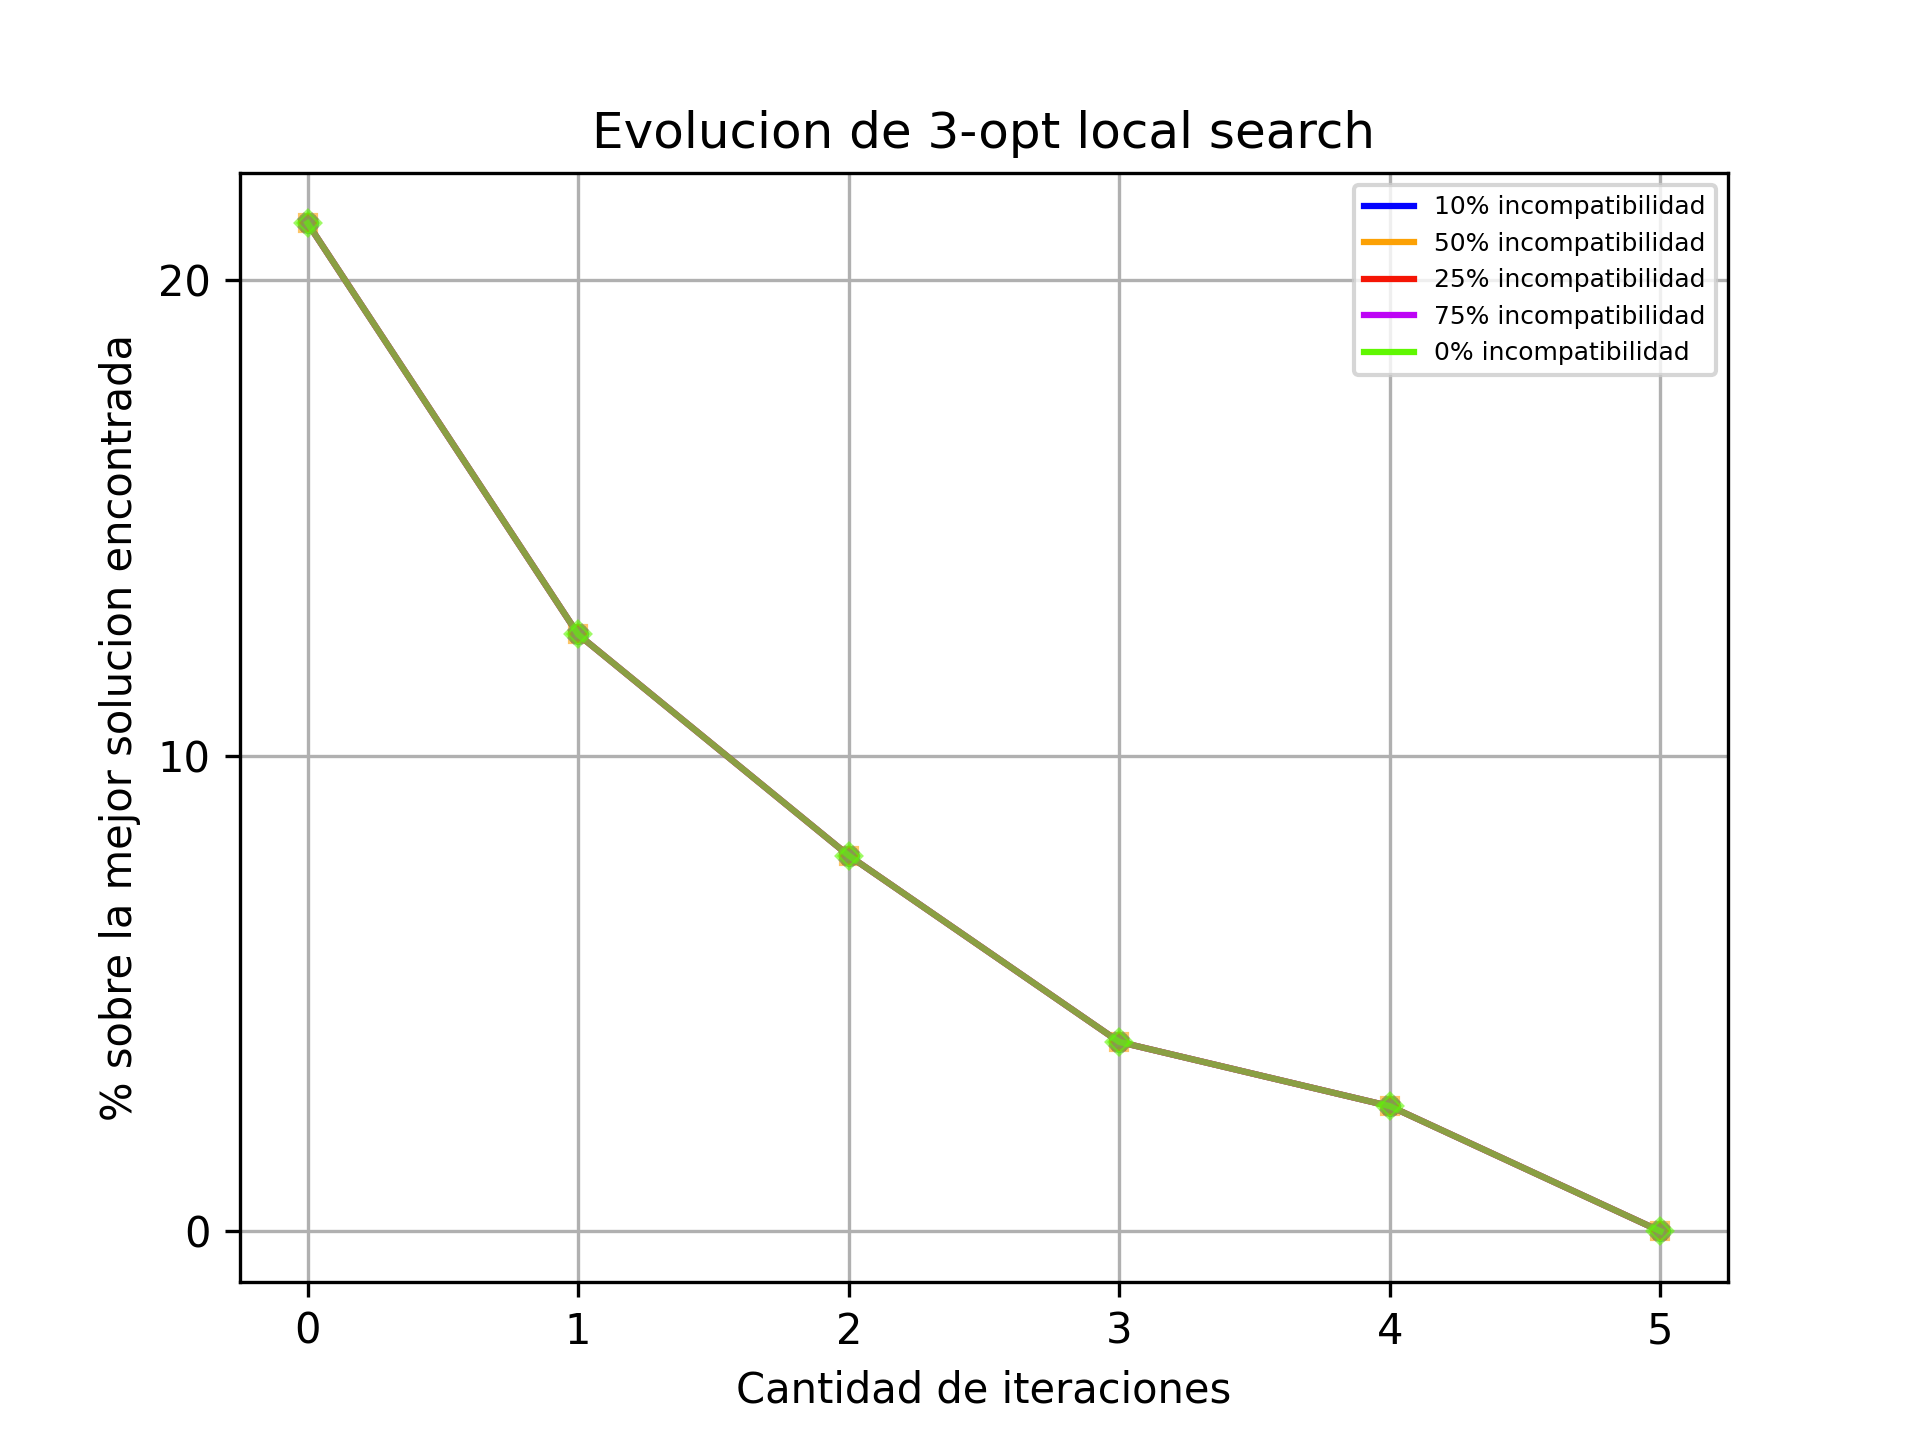 Evolucion de 3-opt local search
10% incompatibilidad
50% incompatibilidad
25% incompatibilidad
75% incompatibilidad
0% incompatibilidad
% sobre la mejor solucion encontrada
20
10
0
0 1 2 3 4 5
Cantidad de iteraciones